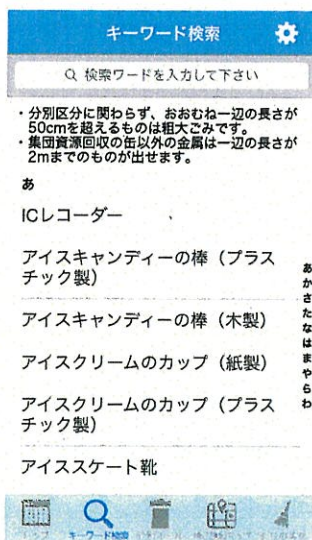 キーワード検索
検索ワードを入力して下さい
・分別区分に関わらず、おおむね一辺の長さが
50cmを超えるものは粗大ごみです。
・集団資源回収の缶以外の金属は一辺の長さが
2mまでのものが出せます。
あ
ICレコーダー
アイスキャンディーの棒（プラス
チック製）
アイスキャンディーの棒（木製）
アイスクリームのカップ（紙製）
アイスクリームのカップ（プラス
チック製）
アイススケート靴
あ
か
さ
た
な
は
ま
や
ら
わ
トップ
キーワード検索